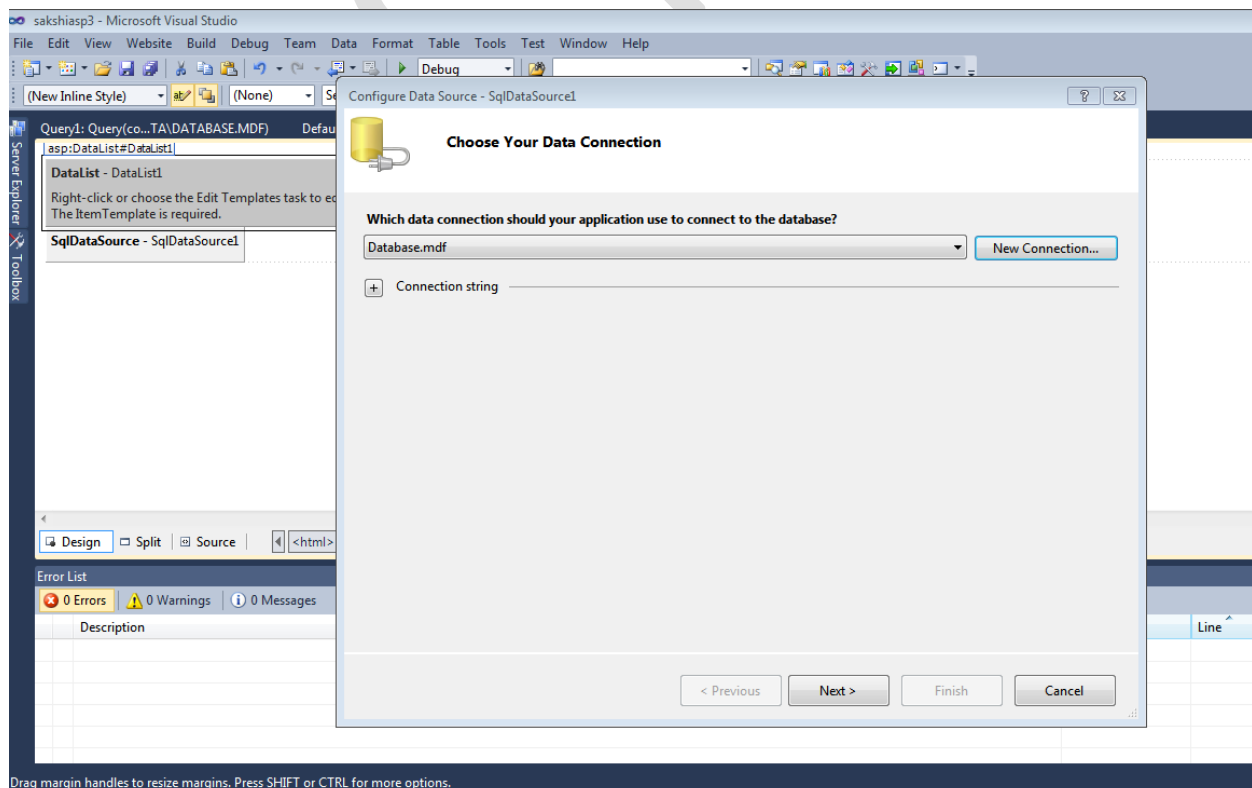 sakshiasp3 - Microsoft Visual Studio
File Edit View Website Build Debug Team Data Format Table Tools Test Window Help
Debug
(New Inline Style) (None) Se
Configure Data Source - SqlDataSource1
Query1: Query(co...TA\DATABASE.MDF) Defau
Choose Your Data Connection
Server Explorer
Toolbox
asp:DataList#DataList1
DataList - DataList1
Right-click or choose the Edit Templates task to ed
The ItemTemplate is required.
SqlDataSource - SqlDataSource1
Which data connection should your application use to connect to the database?
Database.mdf New Connection...
+ Connection string
Design Split Source <html>
Error List
0 Errors 0 Warnings 0 Messages
Description Line
< Previous Next > Finish Cancel
Drag margin handles to resize margins. Press SHIFT or CTRL for more options.